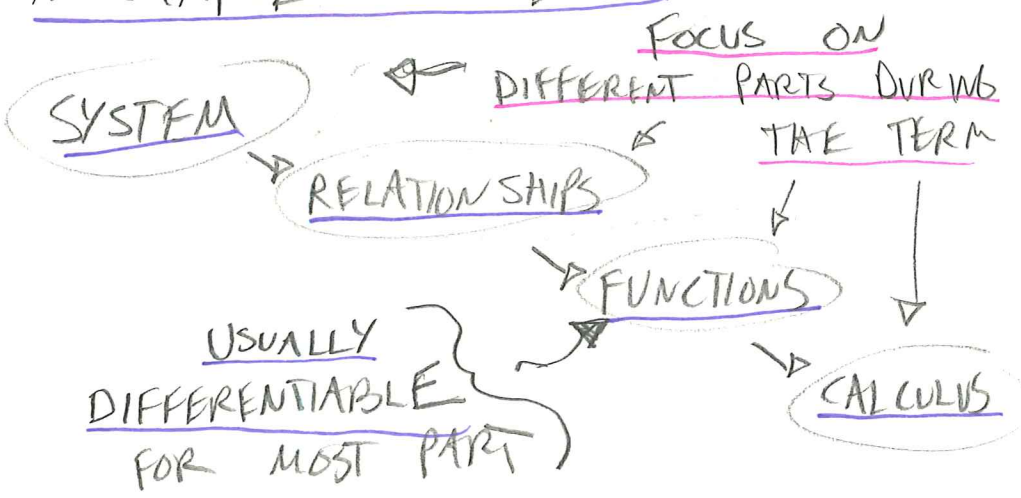 FOCUS ON
DIFFERENT PARTS DURING
THE TERM
SYSTEM
RELATIONSHIPS
FUNCTIONS
CALCULUS
USUALLY
DIFFERENTIABLE
FOR MOST PART